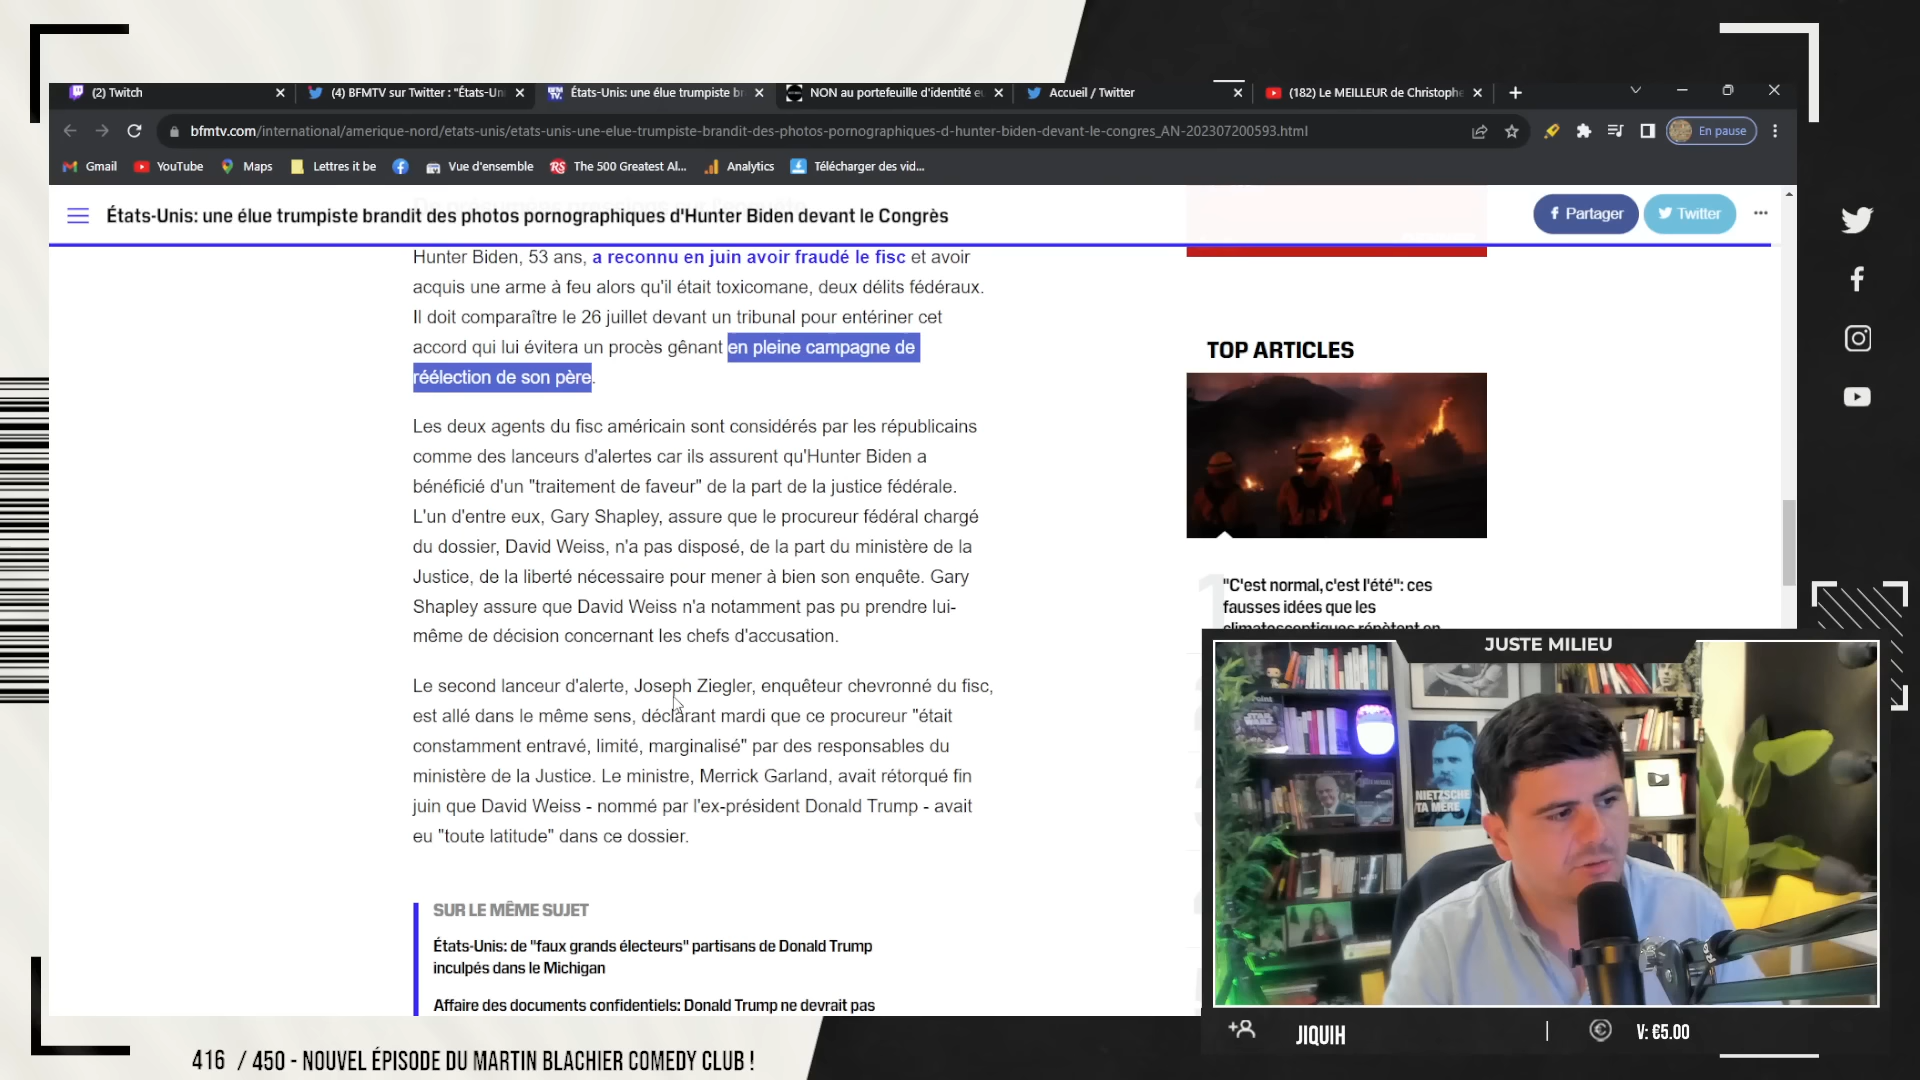 (2) Twitch
(4) BFMTV sur Twitter : "États-Un
États-Unis: une élue trumpiste br
NON au portefeuille d'identité eu
Accueil / Twitter
(182) Le MEILLEUR de Christophe
bfmtv.com/international/amerique-nord/etats-unis/etats-unis-une-elue-trumpiste-brandit-des-photos-pornographiques-d-hunter-biden-devant-le-congres_AN-202307200593.html
En pause
Gmail
YouTube
Maps
Lettres it be
Vue d'ensemble
The 500 Greatest Al...
Analytics
Télécharger des vid...
États-Unis: une élue trumpiste brandit des photos pornographiques d'Hunter Biden devant le Congrès
Partager
Twitter
Hunter Biden, 53 ans, a reconnu en juin avoir fraudé le fisc et avoir
acquis une arme à feu alors qu'il était toxicomane, deux délits fédéraux.
Il doit comparaître le 26 juillet devant un tribunal pour entériner cet
accord qui lui évitera un procès gênant en pleine campagne de
réélection de son père.
Les deux agents du fisc américain sont considérés par les républicains
comme des lanceurs d'alertes car ils assurent qu'Hunter Biden a
bénéficié d'un "traitement de faveur" de la part de la justice fédérale.
L'un d'entre eux, Gary Shapley, assure que le procureur fédéral chargé
du dossier, David Weiss, n'a pas disposé, de la part du ministère de la
Justice, de la liberté nécessaire pour mener à bien son enquête. Gary
Shapley assure que David Weiss n'a notamment pas pu prendre lui-
même de décision concernant les chefs d'accusation.
Le second lanceur d'alerte, Joseph Ziegler, enquêteur chevronné du fisc,
est allé dans le même sens, déclarant mardi que ce procureur "était
constamment entravé, limité, marginalisé" par des responsables du
ministère de la Justice. Le ministre, Merrick Garland, avait rétorqué fin
juin que David Weiss - nommé par l'ex-président Donald Trump - avait
eu "toute latitude" dans ce dossier.
SUR LE MÊME SUJET
États-Unis: de "faux grands électeurs" partisans de Donald Trump
inculpés dans le Michigan
Affaire des documents confidentiels: Donald Trump ne devrait pas
TOP ARTICLES
1
"C'est normal, c'est l'été": ces
fausses idées que les
climatosceptiques répètent en
JUSTE MILIEU
STAR WARS
NIETZSCHE
TA MÈRE
JIQUIH
V: €5.00
416 / 450 - NOUVEL ÉPISODE DU MARTIN BLACHIER COMEDY CLUB !